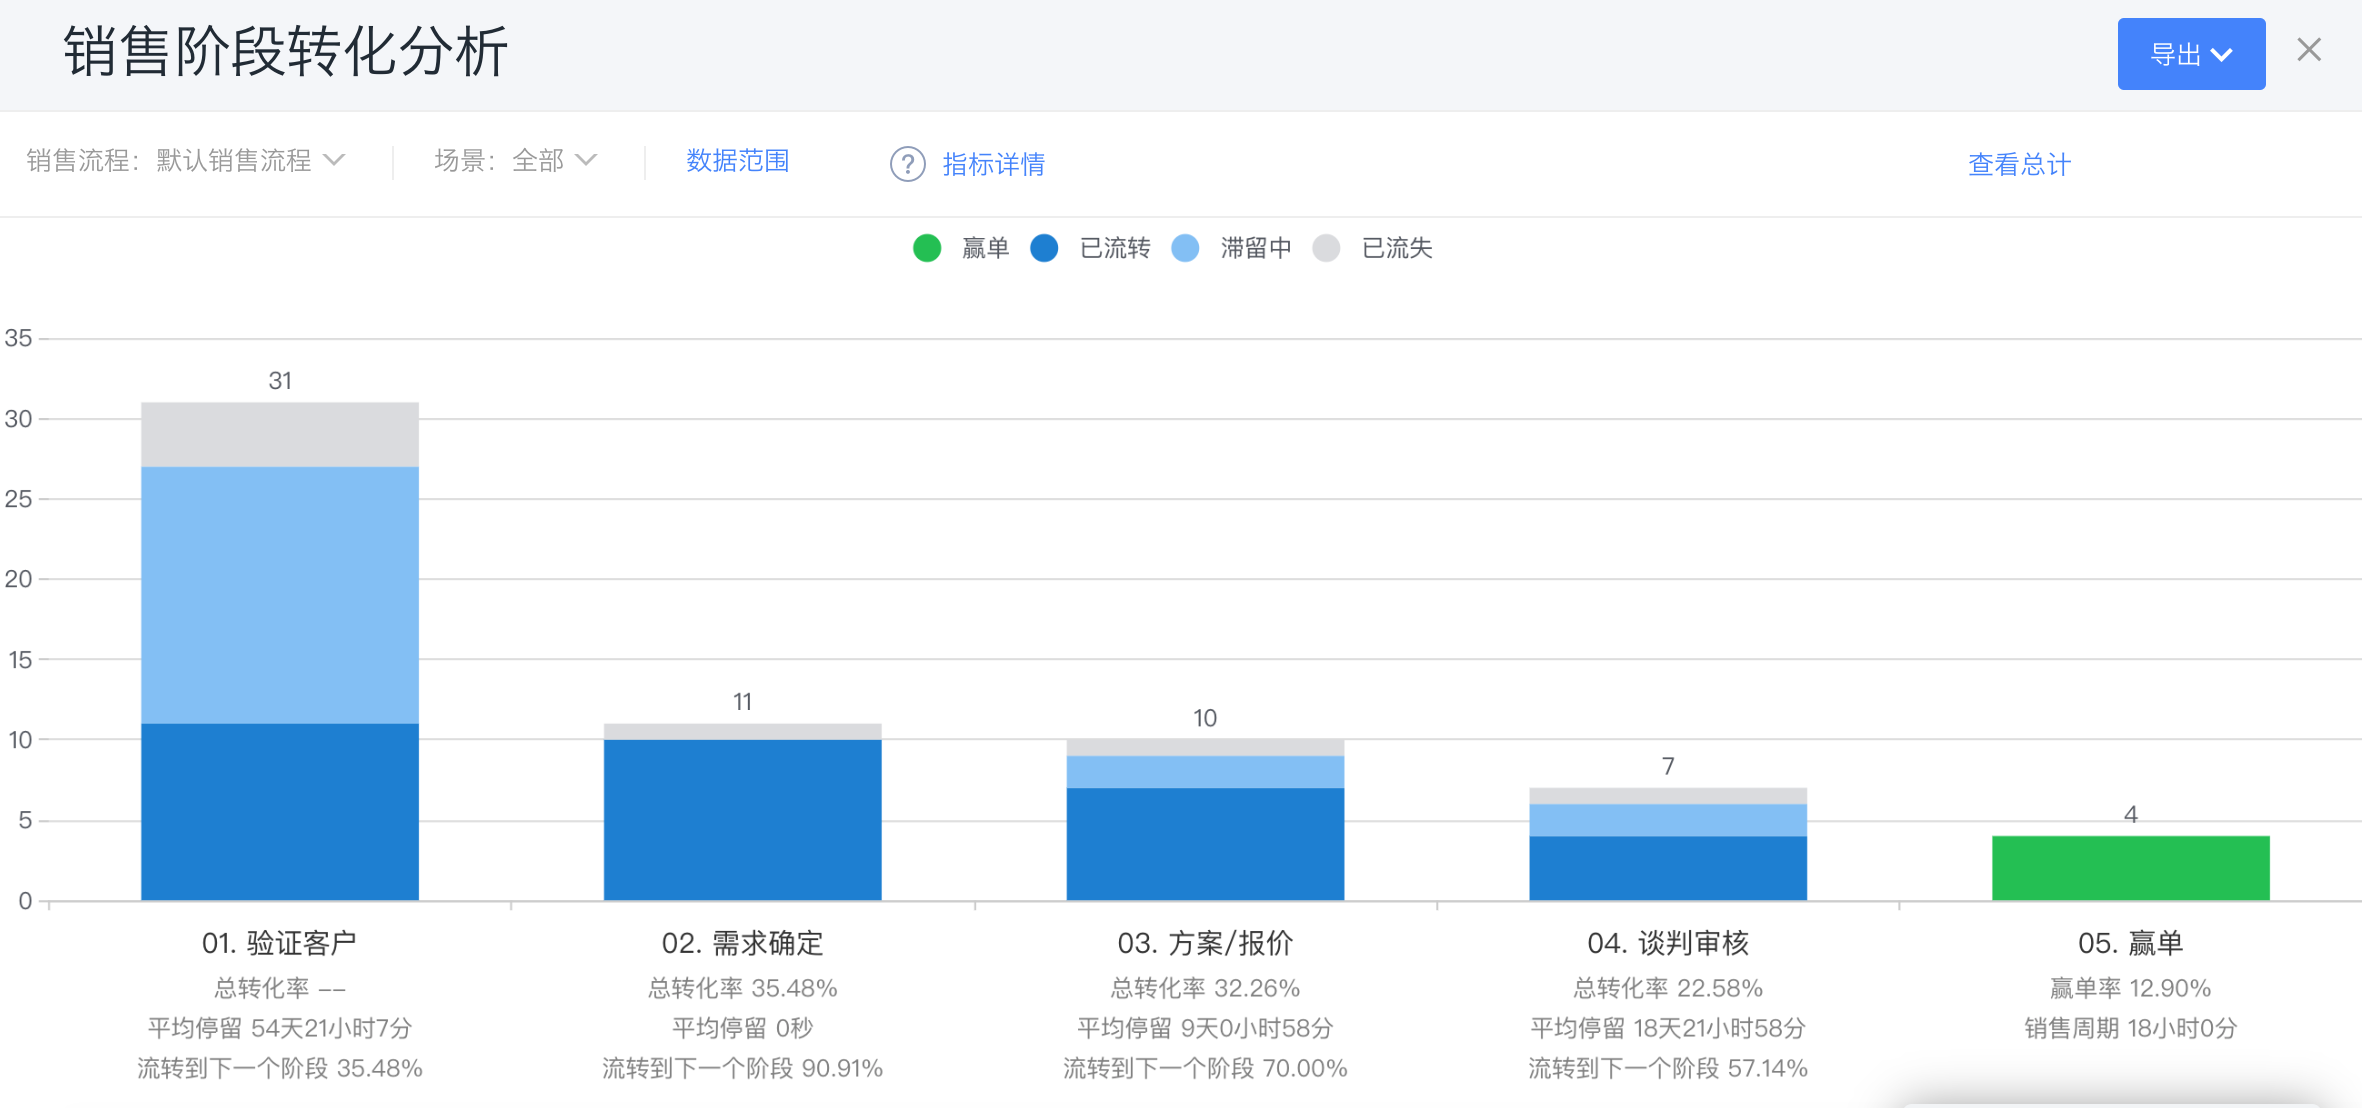 销售阶段转化分析
导出
销售流程：默认销售流程
场景：全部
数据范围
? 指标详情
查看总计
赢单 已流转 滞留中 已流失
35
30
25
20
15
10
5
0
31
11
10
7
4
01. 验证客户
总转化率 --
平均停留 54天21小时7分
流转到下一个阶段 35.48%
02. 需求确定
总转化率 35.48%
平均停留 0秒
流转到下一个阶段 90.91%
03. 方案/报价
总转化率 32.26%
平均停留 9天0小时58分
流转到下一个阶段 70.00%
04. 谈判审核
总转化率 22.58%
平均停留 18天21小时58分
流转到下一个阶段 57.14%
05. 赢单
赢单率 12.90%
销售周期 18小时0分